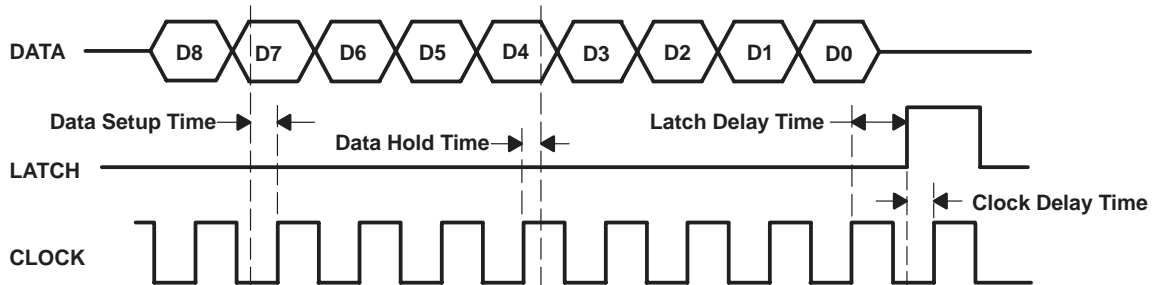 DATA
D8 D7 D6 D5 D4 D3 D2 D1 D0
Data Setup Time
Data Hold Time
Latch Delay Time
LATCH
Clock Delay Time
CLOCK